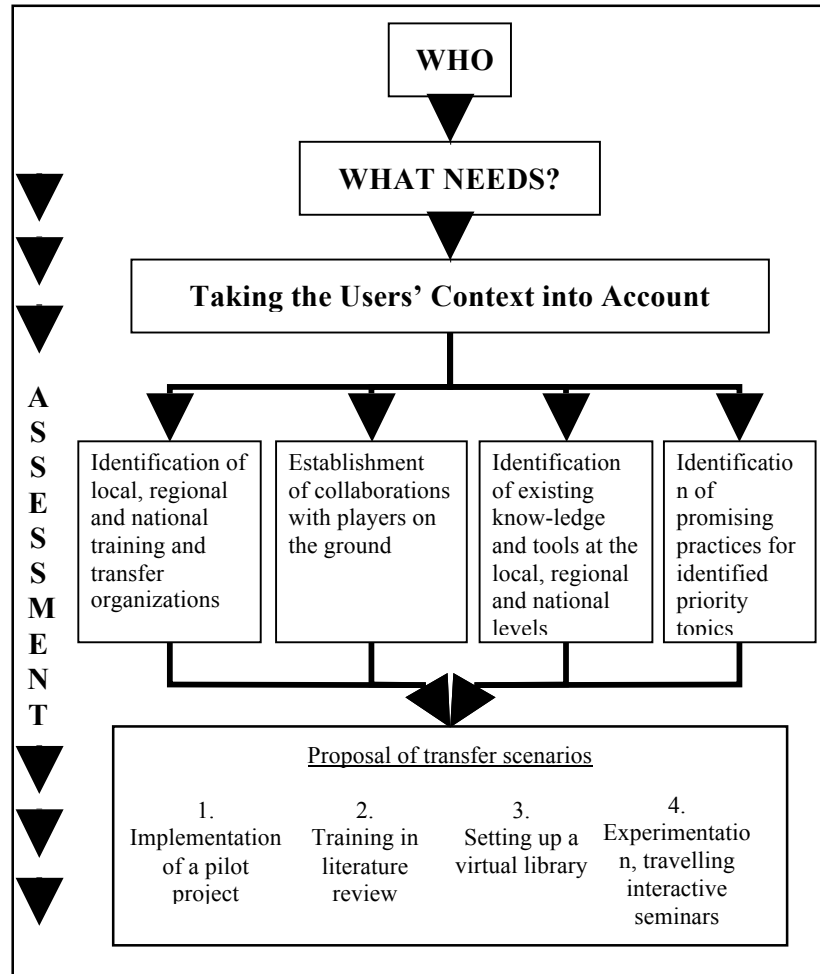 WHO
WHAT NEEDS?
Taking the Users’ Context into Account
A
S
S
E
S
S
M
E
N
T
Identification of
local, regional
and national
training and
transfer
organizations
Establishment
of collaborations
with players on
the ground
Identification
of existing
know-ledge
and tools at the
local, regional
and national
levels
Identificatio
n of
promising
practices for
identified
priority
topics
Proposal of transfer scenarios
1.
Implementation
of a pilot
project
2.
Training in
literature
review
3.
Setting up a
virtual library
4.
Experimentatio
n, travelling
interactive
seminars